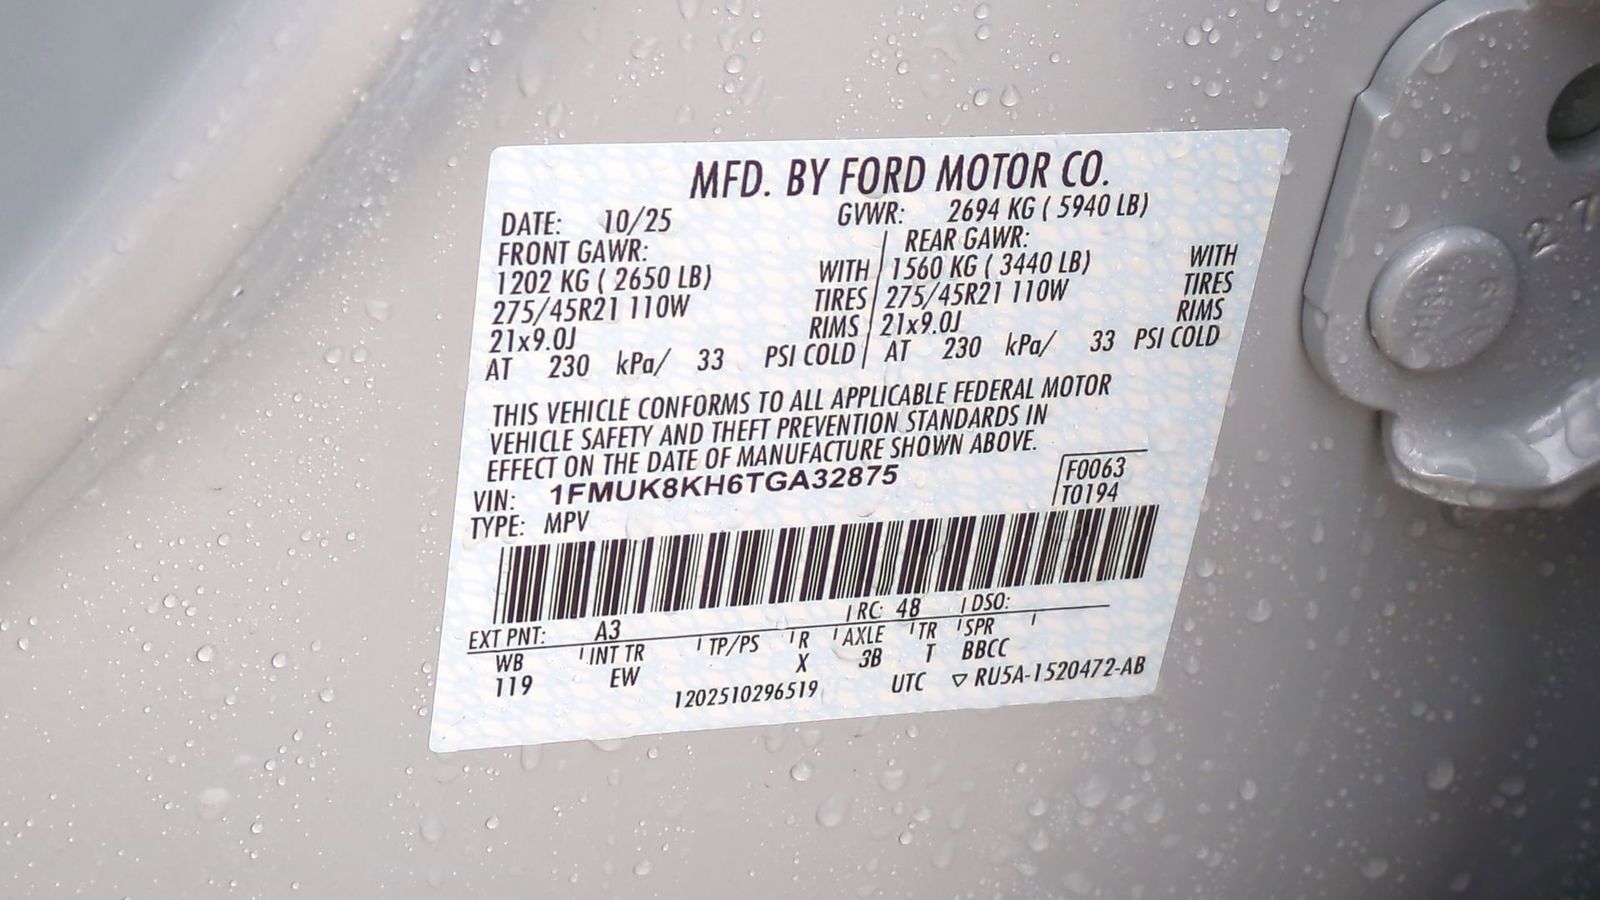 MFD. BY FORD MOTOR CO.
DATE: 10/25 GVWR: 2694 KG ( 5940 LB)
FRONT GAWR: REAR GAWR:
1202 KG ( 2650 LB) WITH 1560 KG ( 3440 LB) WITH
275/45R21 110W TIRES 275/45R21 110W TIRES
21x9.0J RIMS 21x9.0J RIMS
AT 230 kPa/ 33 PSI COLD AT 230 kPa/ 33 PSI COLD
THIS VEHICLE CONFORMS TO ALL APPLICABLE FEDERAL MOTOR
VEHICLE SAFETY AND THEFT PREVENTION STANDARDS IN
EFFECT ON THE DATE OF MANUFACTURE SHOWN ABOVE.
VIN: 1FMUK8KH6TGA32875 F0063
TYPE: MPV T0194
EXT PNT: A3 RC: 48 DSO:
WB INT TR TP/PS R AXLE TR SPR
119 EW X 3B T BBCC
1202510296519 UTC ▽ RU5A-1520472-AB